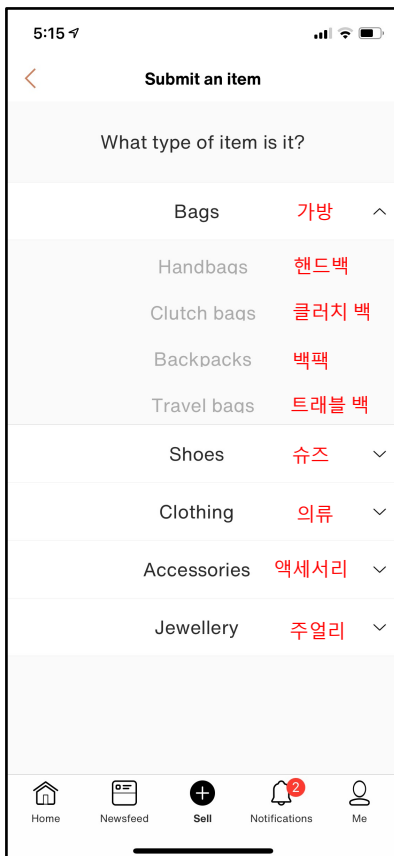 5:15
Submit an item
What type of item is it?
Bags 가방
Handbags 핸드백
Clutch bags 클러치 백
Backpacks 백팩
Travel bags 트래블 백
Shoes 슈즈
Clothing 의류
Accessories 액세서리
Jewellery 주얼리
2
Home Newsfeed Sell Notifications Me